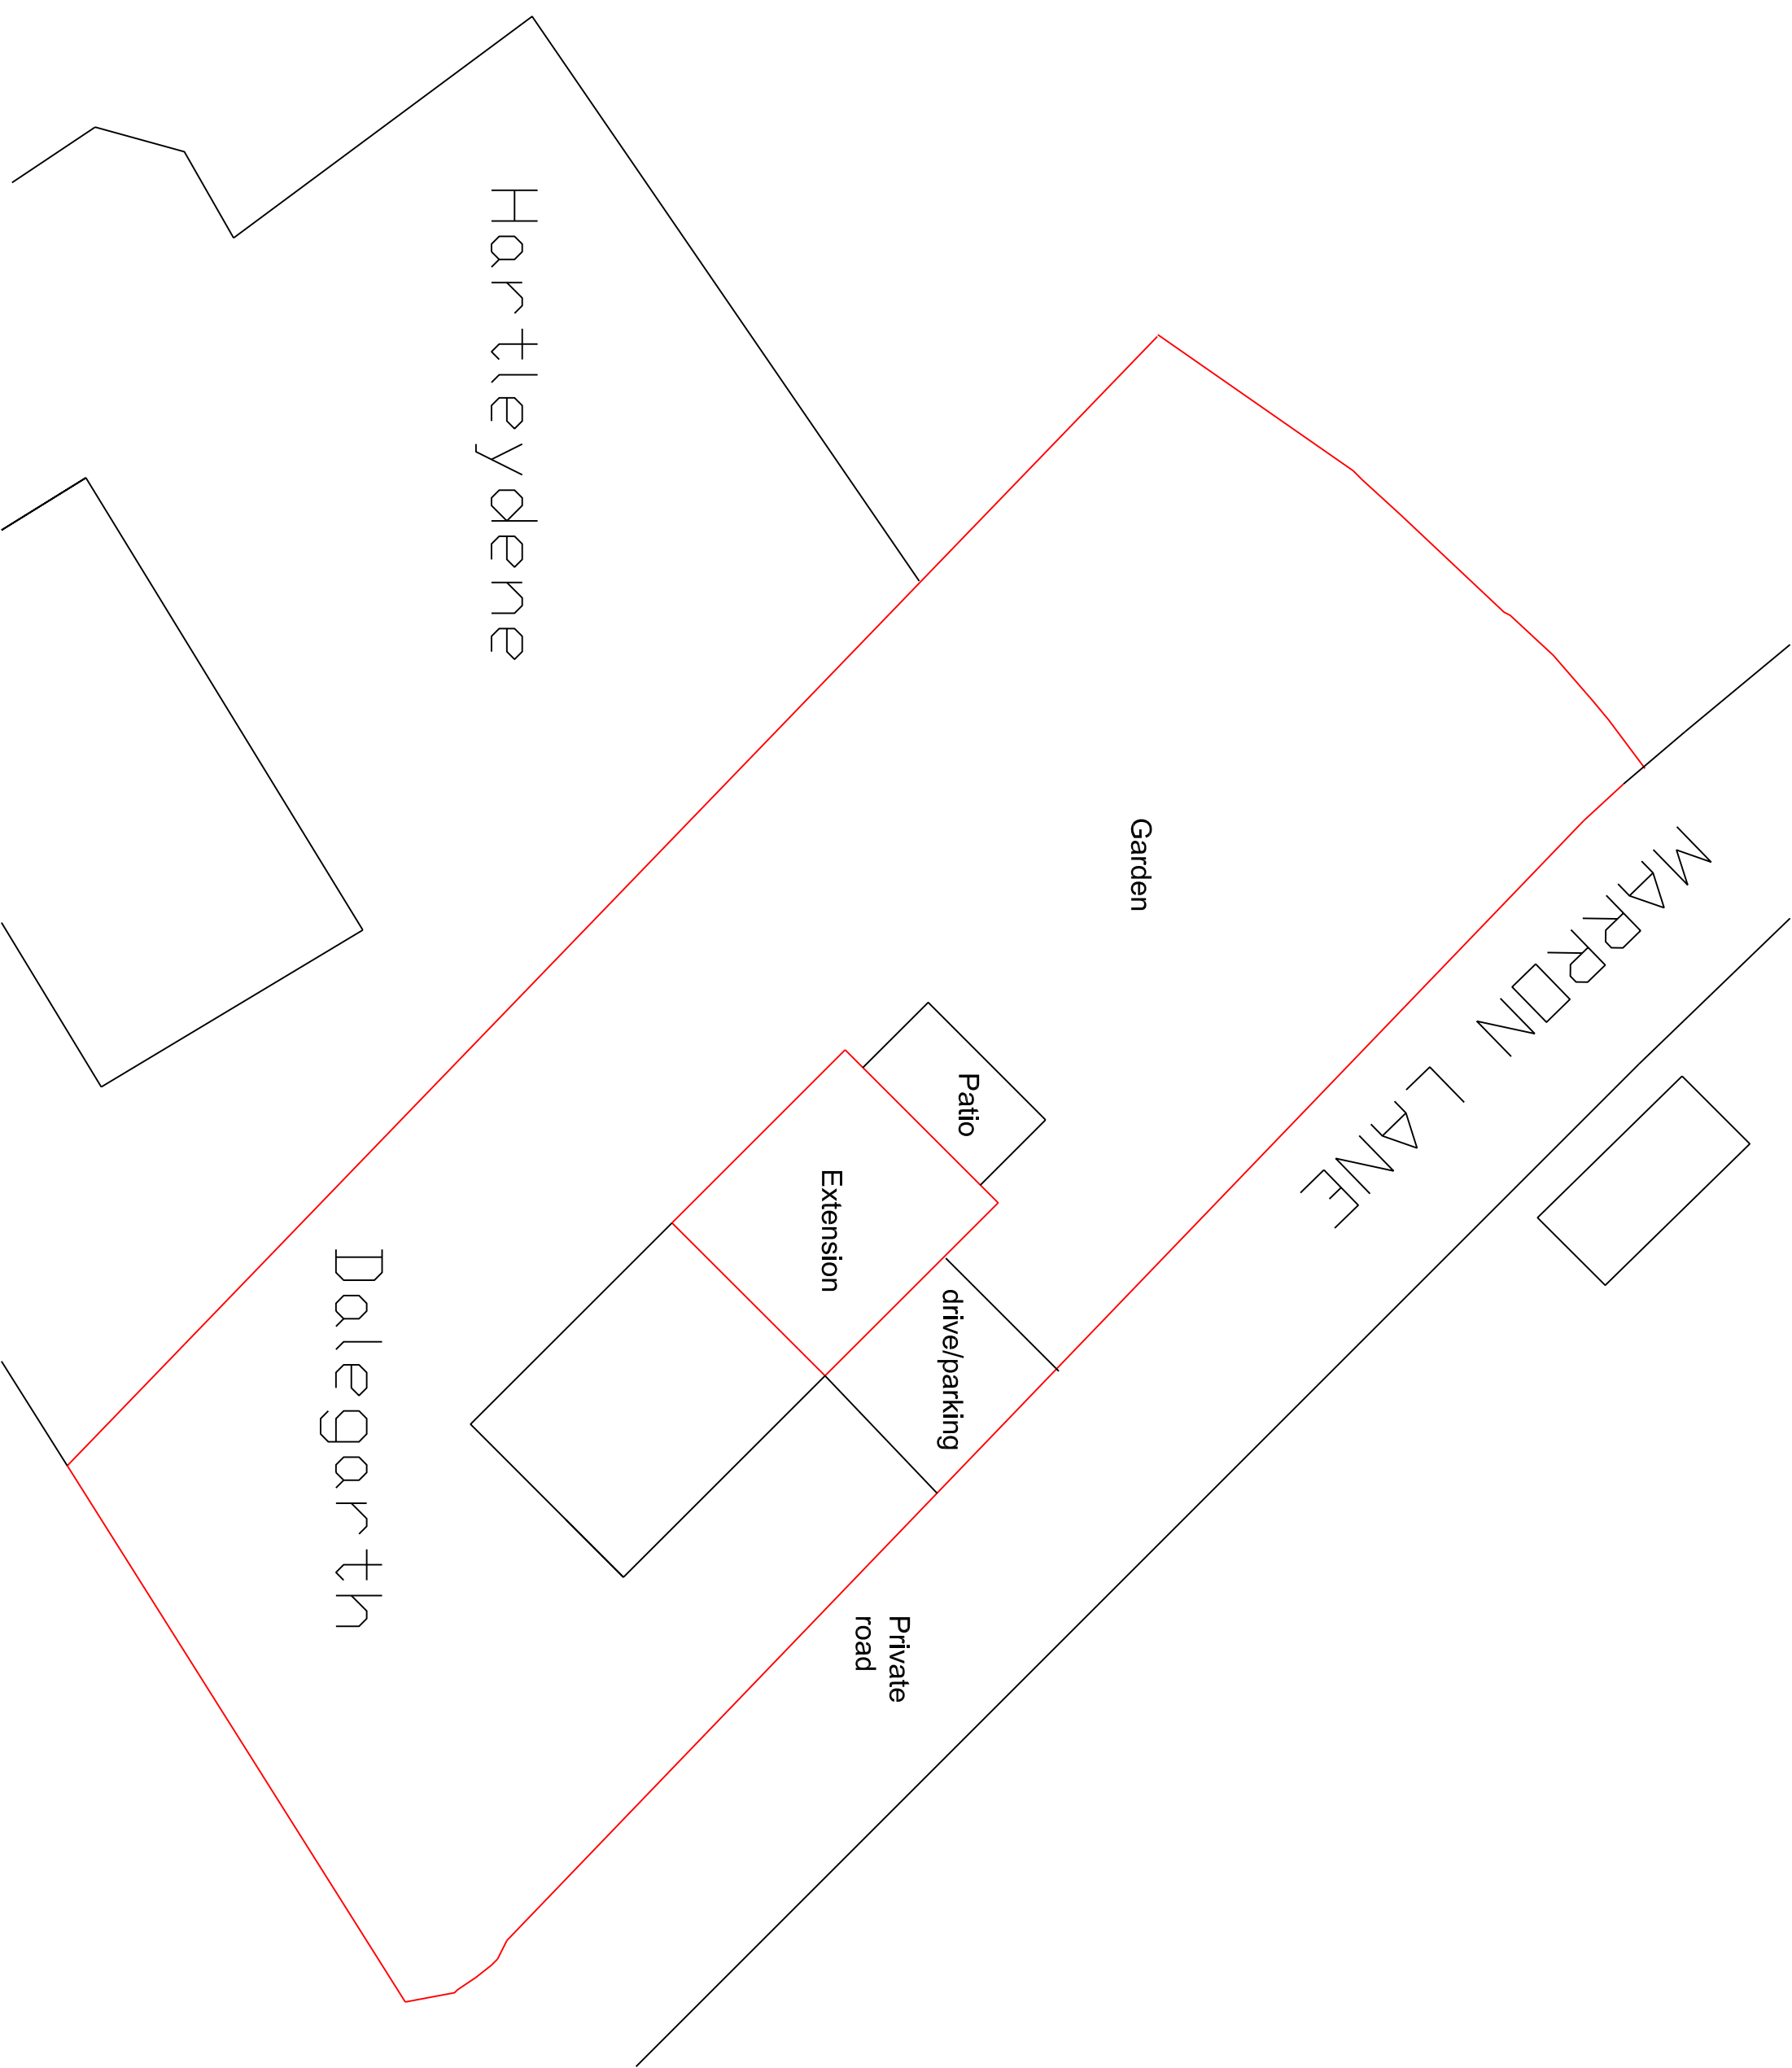 Hartleydene
Garden
MARRON LANE
Patio
Extension
drive/parking
Dalegarth
Private
road